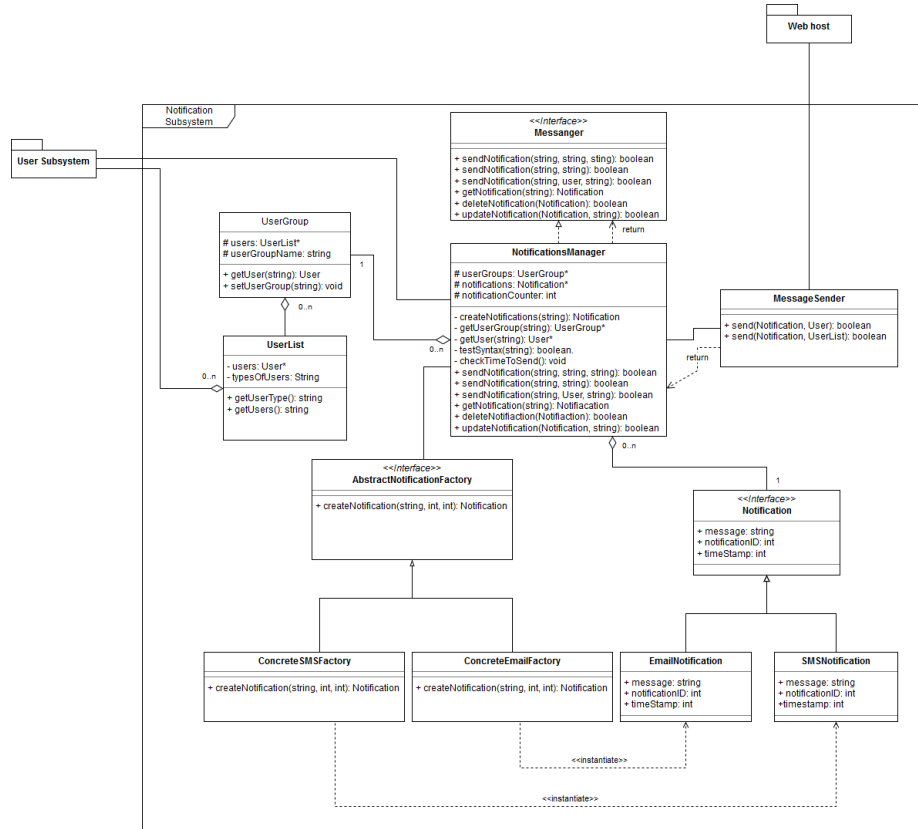 Web host
Notification
Subsystem
User Subsystem
<<Interface>>
Messanger
+ sendNotification(string, string, sting): boolean
+ sendNotification(string, string): boolean
+ sendNotification(string, user, string): boolean
+ getNotification(string): Notification
+ deleteNotification(Notification): boolean
+ updateNotification(Notification, string): boolean
return
UserGroup
# users: UserList*
# userGroupName: string
+ getUser(string): User
+ setUserGroup(string): void
1
0..n
NotificationsManager
# userGroups: UserGroup*
# notifications: Notification*
# notificationCounter: int
- createNotifications(string): Notification
- getUserGroup(string): UserGroup*
- getUser(string): User*
- testSyntax(string): boolean.
- checkTimeToSend(): void
+ sendNotification(string, string, string): boolean
+ sendNotification(string, string): boolean
+ sendNotification(string, User, string): boolean
+ getNotification(string): Notifiacation
+ deleteNotifiaction(Notifiaction): boolean
+ updateNotification(Notification, string): boolean
0..n
0..n
MessageSender
+ send(Notification, User): boolean
+ send(Notification, UserList): boolean
return
UserList
- users: User*
- typesOfUsers: String
+ getUserType(): string
+ getUsers(): string
0..n
<<Interface>>
AbstractNotificationFactory
+ createNotification(string, int, int): Notification
1
<<Interface>>
Notification
+ message: string
+ notificationID: int
+ timeStamp: int
ConcreteSMSFactory
+ createNotification(string, int, int): Notification
ConcreteEmailFactory
+ createNotification(string, int, int): Notification
EmailNotification
+ message: string
+ notificationID: int
+ timeStamp: int
SMSNotification
+ message: string
+ notificationID: int
+timestamp: int
<<instantiate>>
<<instantiate>>